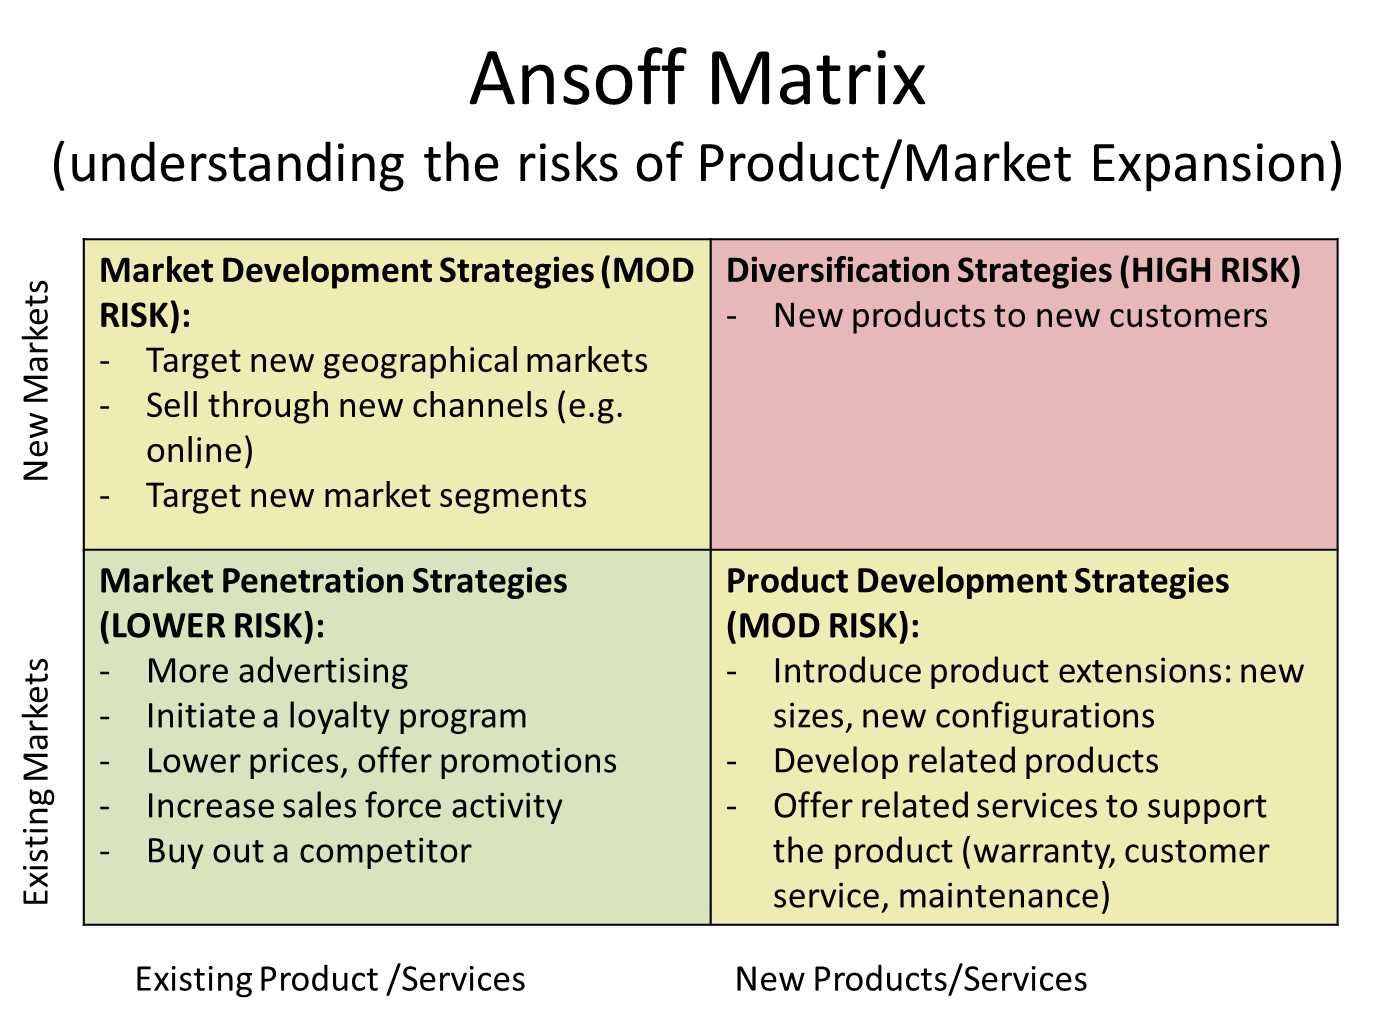 Ansoff Matrix
(understanding the risks of Product/Market Expansion)
New Markets
Market Development Strategies (MOD
RISK):
- Target new geographical markets
- Sell through new channels (e.g.
online)
- Target new market segments
Diversification Strategies (HIGH RISK)
- New products to new customers
Existing Markets
Market Penetration Strategies
(LOWER RISK):
- More advertising
- Initiate a loyalty program
- Lower prices, offer promotions
- Increase sales force activity
- Buy out a competitor
Product Development Strategies
(MOD RISK):
- Introduce product extensions: new
sizes, new configurations
- Develop related products
- Offer related services to support
the product (warranty, customer
service, maintenance)
Existing Product /Services
New Products/Services